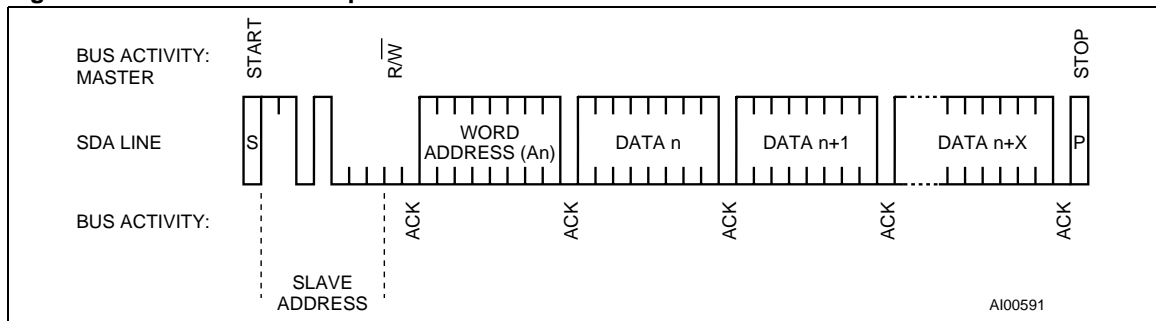 BUS ACTIVITY:
MASTER
START
R/W
STOP
SDA LINE
S
WORD
ADDRESS (An)
DATA n
DATA n+1
DATA n+X
P
BUS ACTIVITY:
ACK
ACK
ACK
ACK
ACK
SLAVE
ADDRESS
AI00591